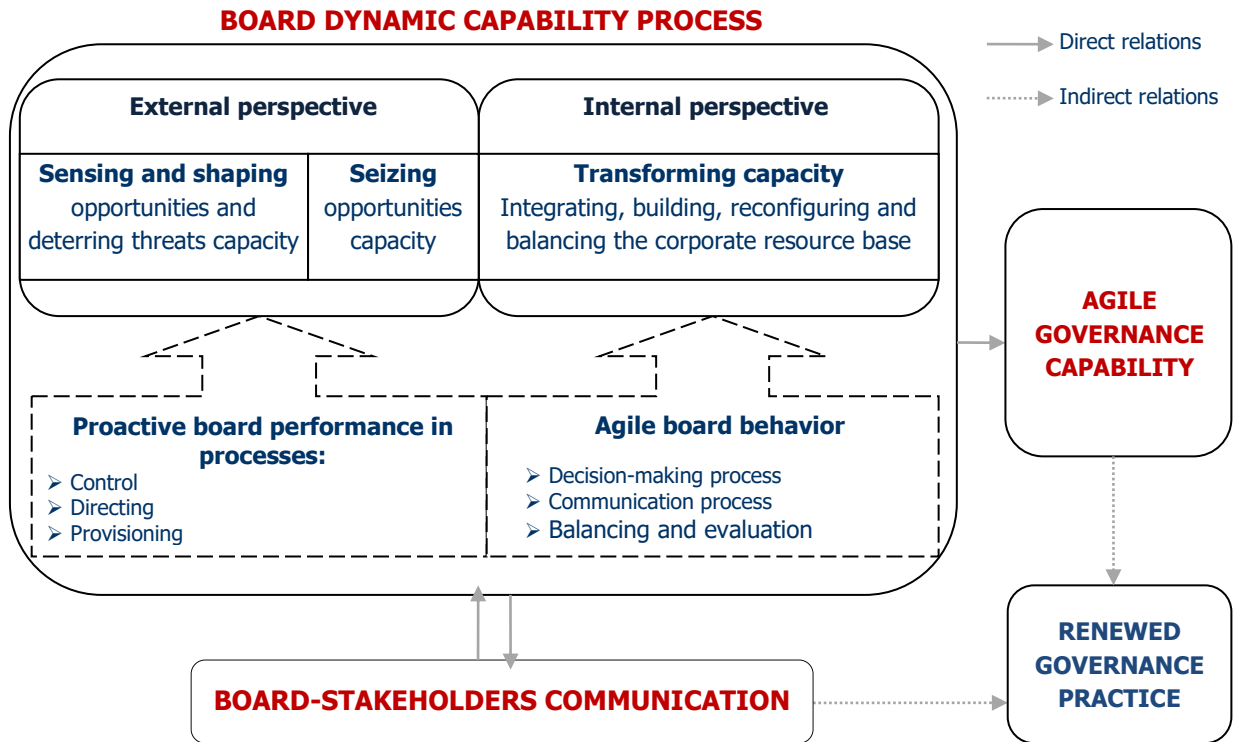 BOARD DYNAMIC CAPABILITY PROCESS
Direct relations
Indirect relations
External perspective
Internal perspective
Sensing and shaping
opportunities and
deterring threats capacity
Seizing
opportunities
capacity
Transforming capacity
Integrating, building, reconfiguring and
balancing the corporate resource base
AGILE
GOVERNANCE
CAPABILITY
Proactive board performance in
processes:
➢ Control
➢ Directing
➢ Provisioning
Agile board behavior
➢ Decision-making process
➢ Communication process
➢ Balancing and evaluation
RENEWED
GOVERNANCE
PRACTICE
BOARD-STAKEHOLDERS COMMUNICATION